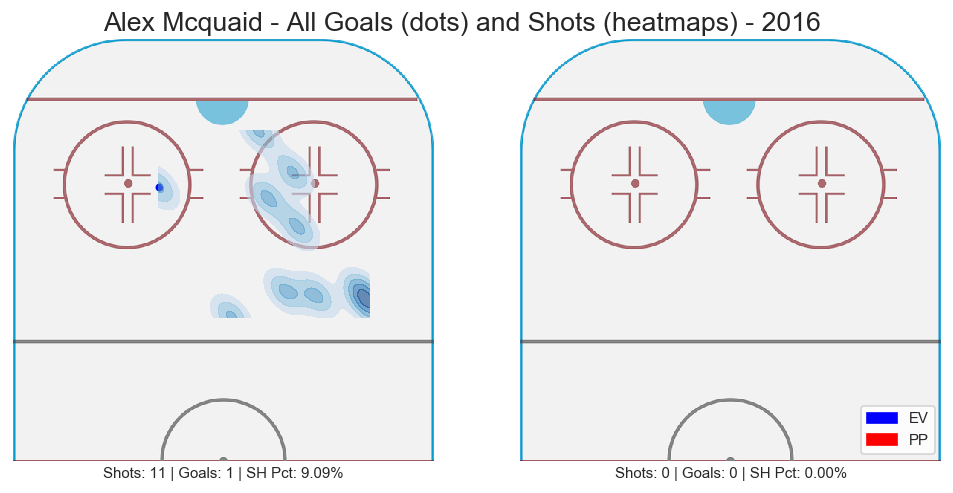 Alex Mcquaid - All Goals (dots) and Shots (heatmaps) - 2016
EV
PP
Shots: 11 | Goals: 1 | SH Pct: 9.09%
Shots: 0 | Goals: 0 | SH Pct: 0.00%